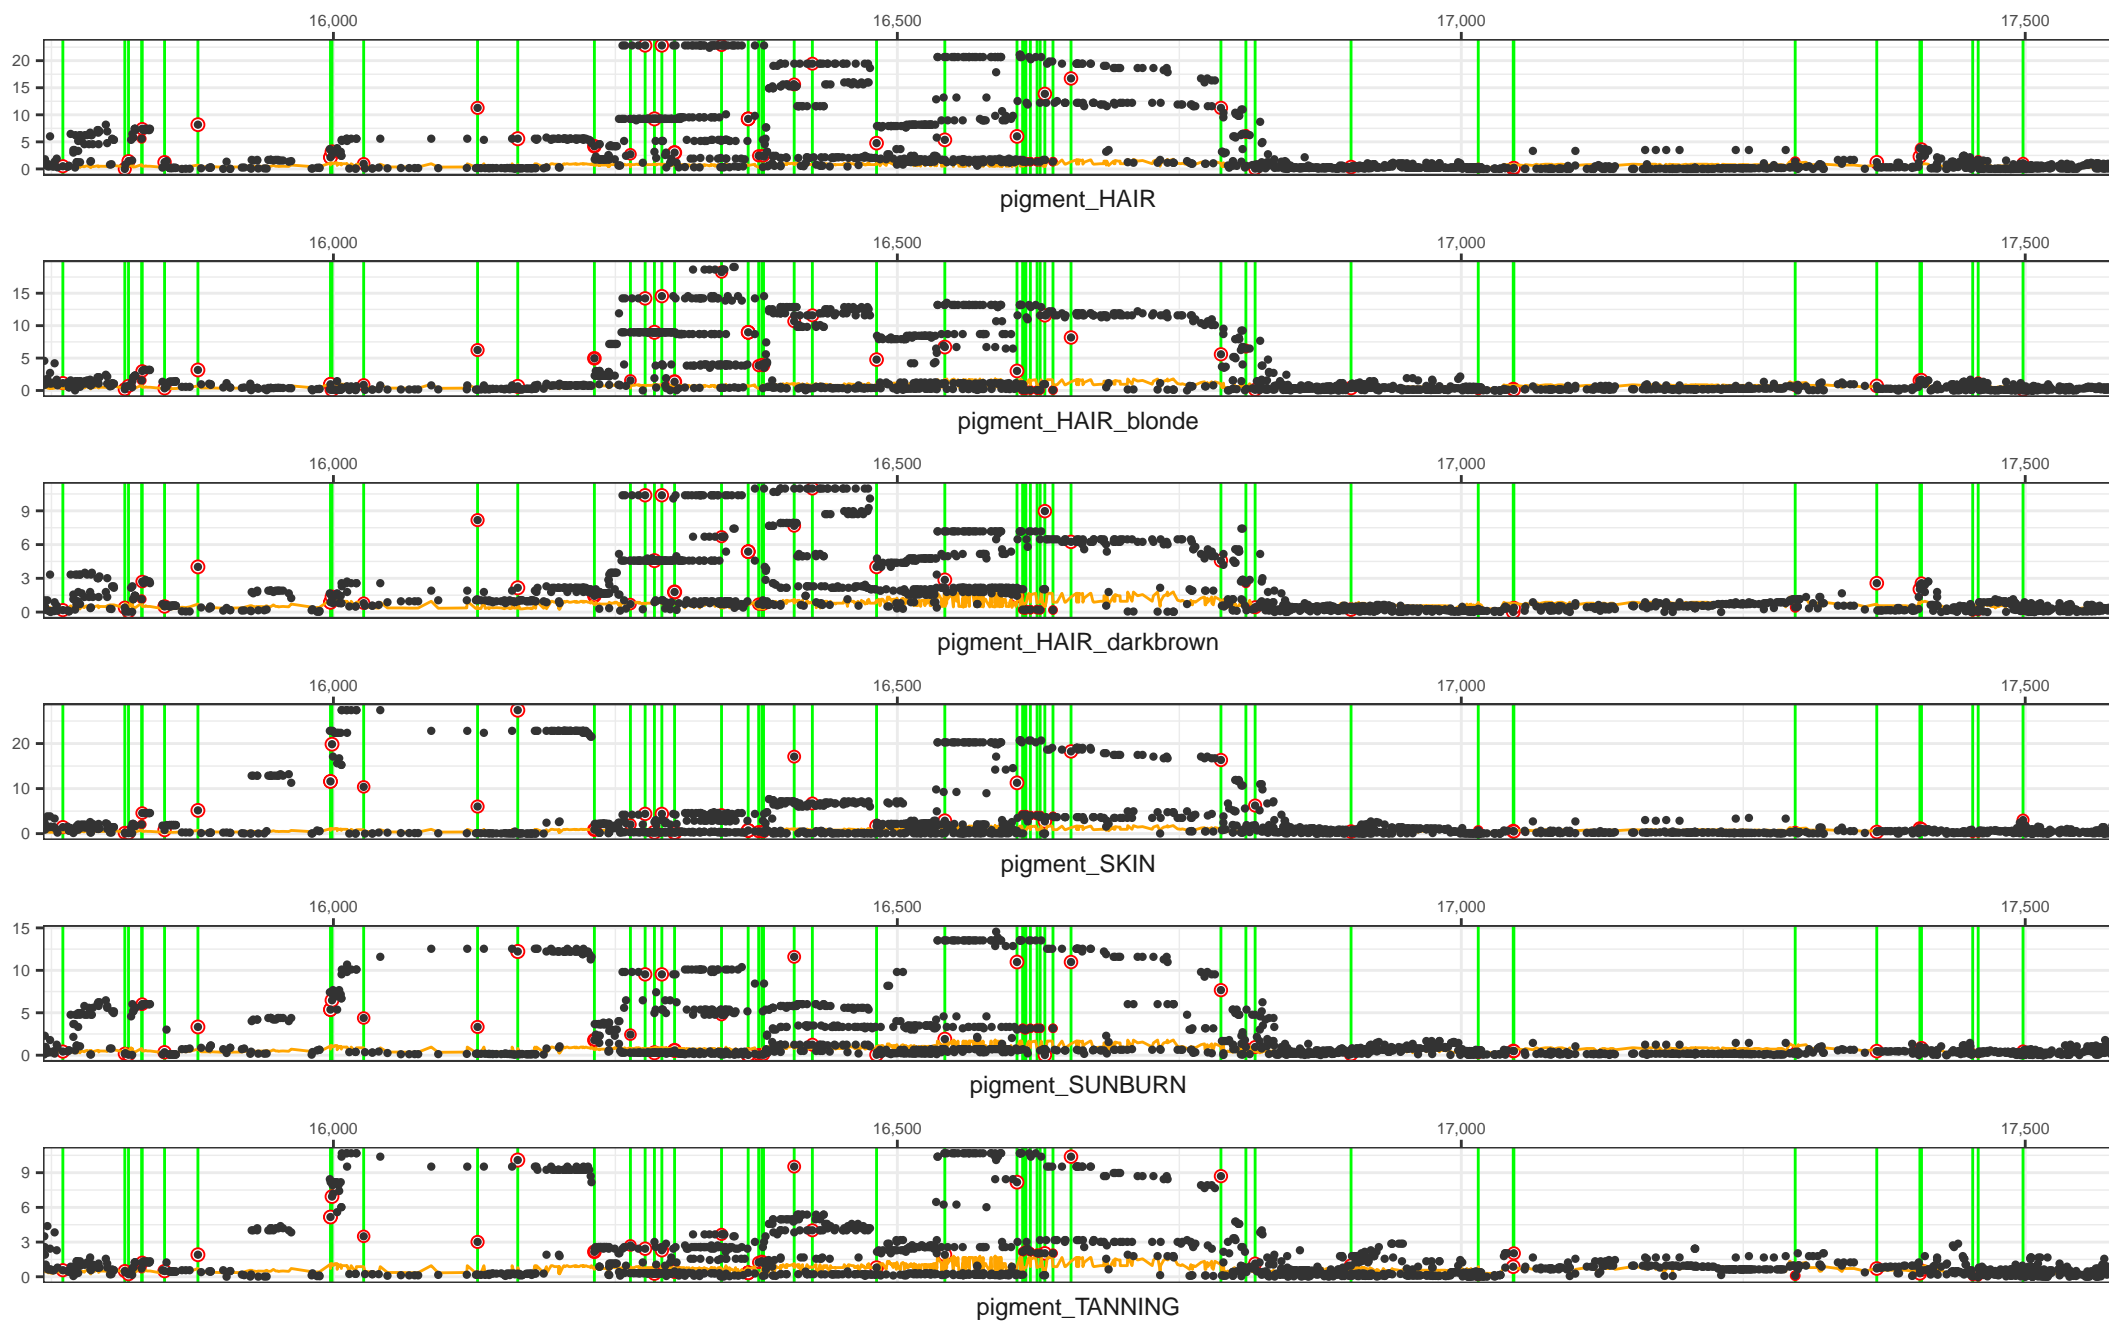 16,000 16,500 17,000 17,500
20
15
10
5
0
pigment_HAIR
16,000 16,500 17,000 17,500
15
10
5
0
pigment_HAIR_blonde
16,000 16,500 17,000 17,500
9
6
3
0
pigment_HAIR_darkbrown
16,000 16,500 17,000 17,500
20
10
0
pigment_SKIN
16,000 16,500 17,000 17,500
15
10
5
0
pigment_SUNBURN
16,000 16,500 17,000 17,500
9
6
3
0
pigment_TANNING